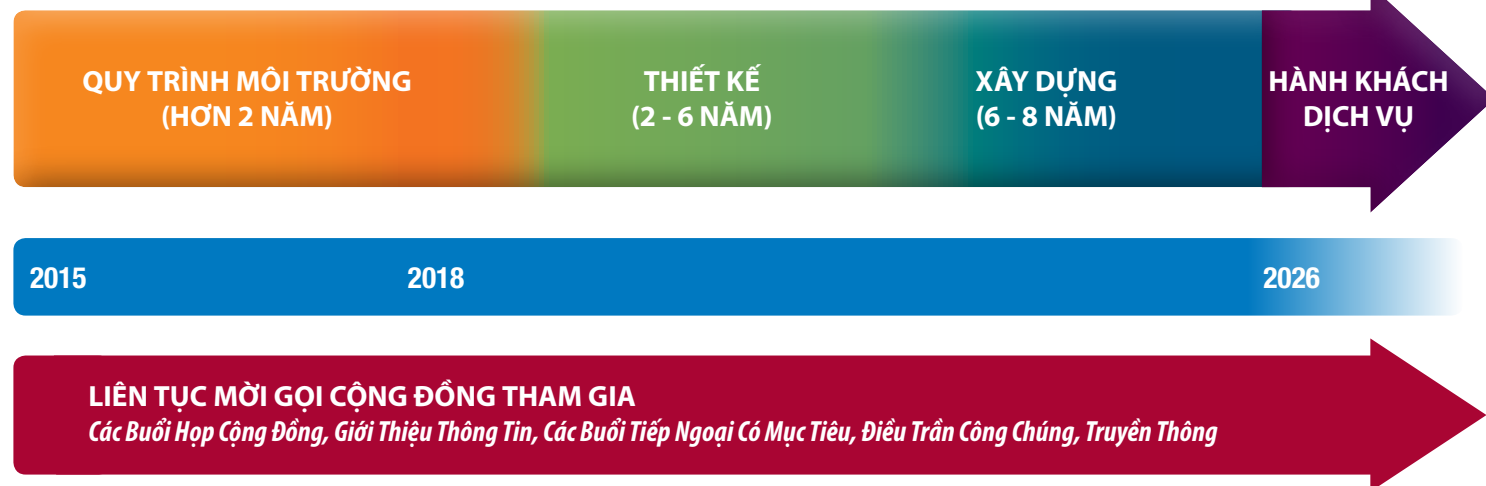 QUY TRÌNH MÔI TRƯỜNG
(HƠN 2 NĂM)
THIẾT KẾ
(2 - 6 NĂM)
XÂY DỰNG
(6 - 8 NĂM)
HÀNH KHÁCH
DỊCH VỤ
2015
2018
2026
LIÊN TỤC MỜI GỌI CỘNG ĐỒNG THAM GIA
Các Buổi Họp Cộng Đồng, Giới Thiệu Thông Tin, Các Buổi Tiếp Ngoại Có Mục Tiêu, Điều Trần Công Chúng, Truyền Thông